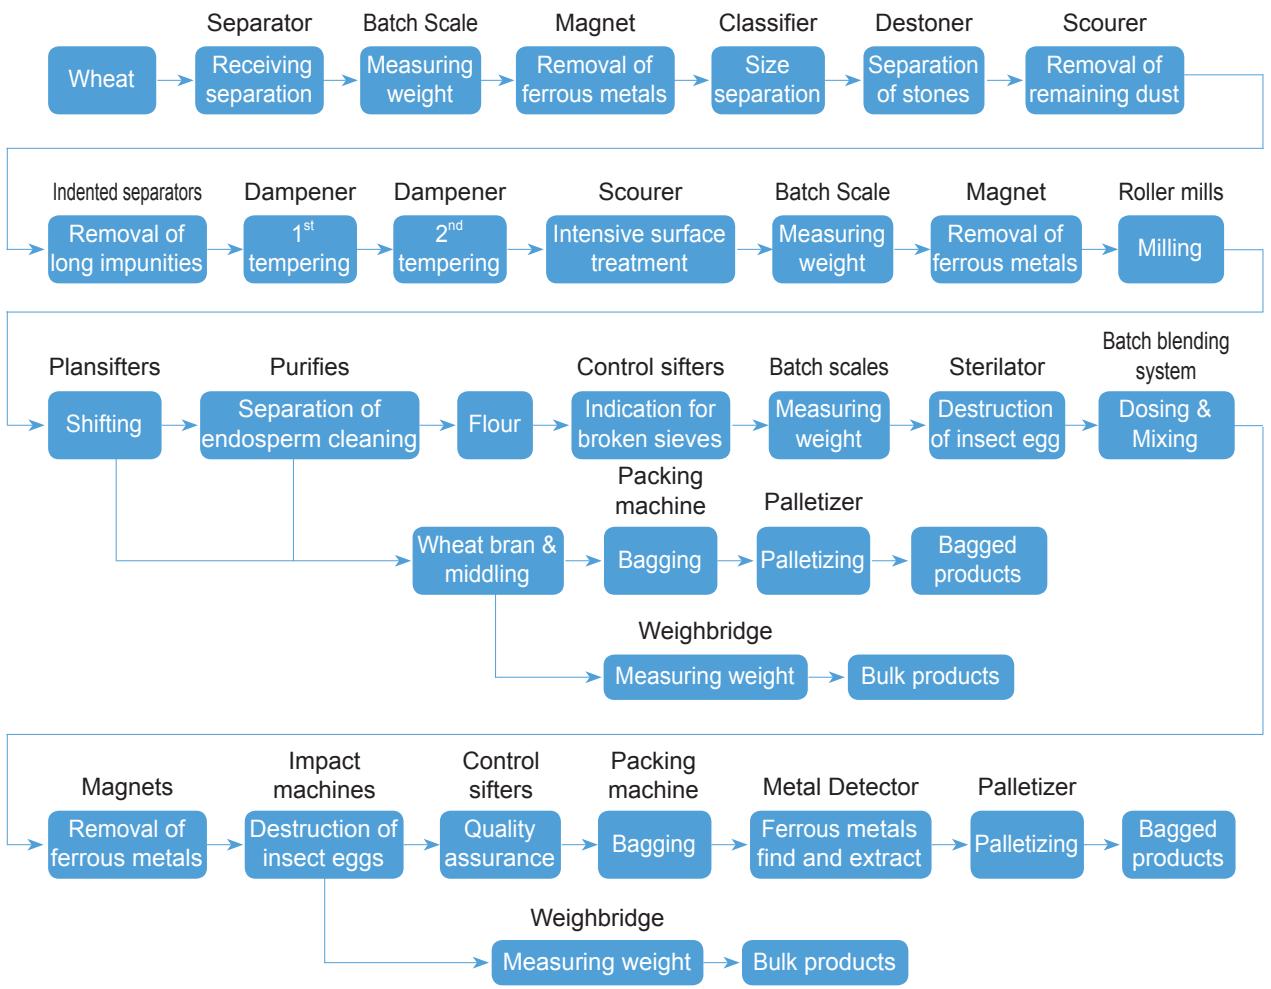 Separator
Batch Scale
Magnet
Classifier
Destoner
Scourer
Wheat
Receiving
separation
Measuring
weight
Removal of
ferrous metals
Size
separation
Separation
of stones
Removal of
remaining dust
Indented separators
Dampener
Dampener
Scourer
Batch Scale
Magnet
Roller mills
Removal of
long impunities
1st
tempering
2nd
tempering
Intensive surface
treatment
Measuring
weight
Removal of
ferrous metals
Milling
Plansifters
Purifies
Control sifters
Batch scales
Sterilator
Batch blending
system
Shifting
Separation of
endosperm cleaning
Flour
Indication for
broken sieves
Measuring
weight
Destruction
of insect egg
Dosing &
Mixing
Packing
machine
Palletizer
Wheat bran &
middling
Bagging
Palletizing
Bagged
products
Weighbridge
Measuring weight
Bulk products
Magnets
Impact
machines
Control
sifters
Packing
machine
Metal Detector
Palletizer
Removal of
ferrous metals
Destruction of
insect eggs
Quality
assurance
Bagging
Ferrous metals
find and extract
Palletizing
Bagged
products
Weighbridge
Measuring weight
Bulk products